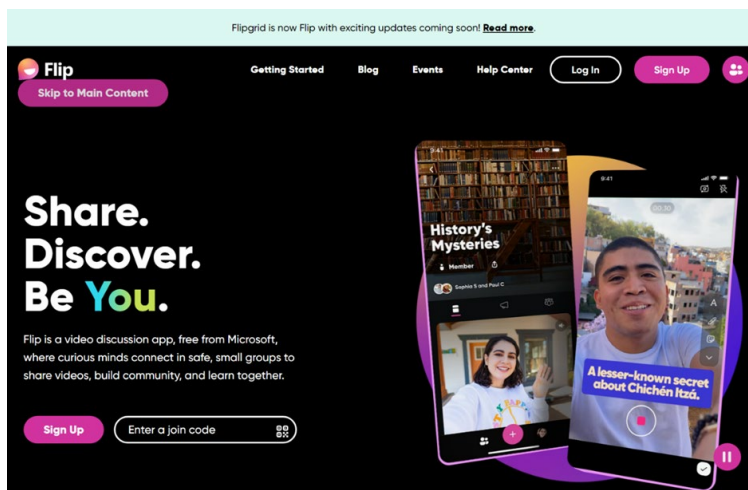 Flipgrid is now Flip with exciting updates coming soon! Read more.
Flip
Getting Started
Blog
Events
Help Center
Log In
Sign Up
Skip to Main Content
Share.
Discover.
Be You.
Flip is a video discussion app, free from Microsoft,
where curious minds connect in safe, small groups to
share videos, build community, and learn together.
Sign Up
Enter a join code
9:41
History's
Mysteries
Member
Sophia S and Paul C
9:41
00:30
A
A lesser-known secret
about Chichén Itzá.